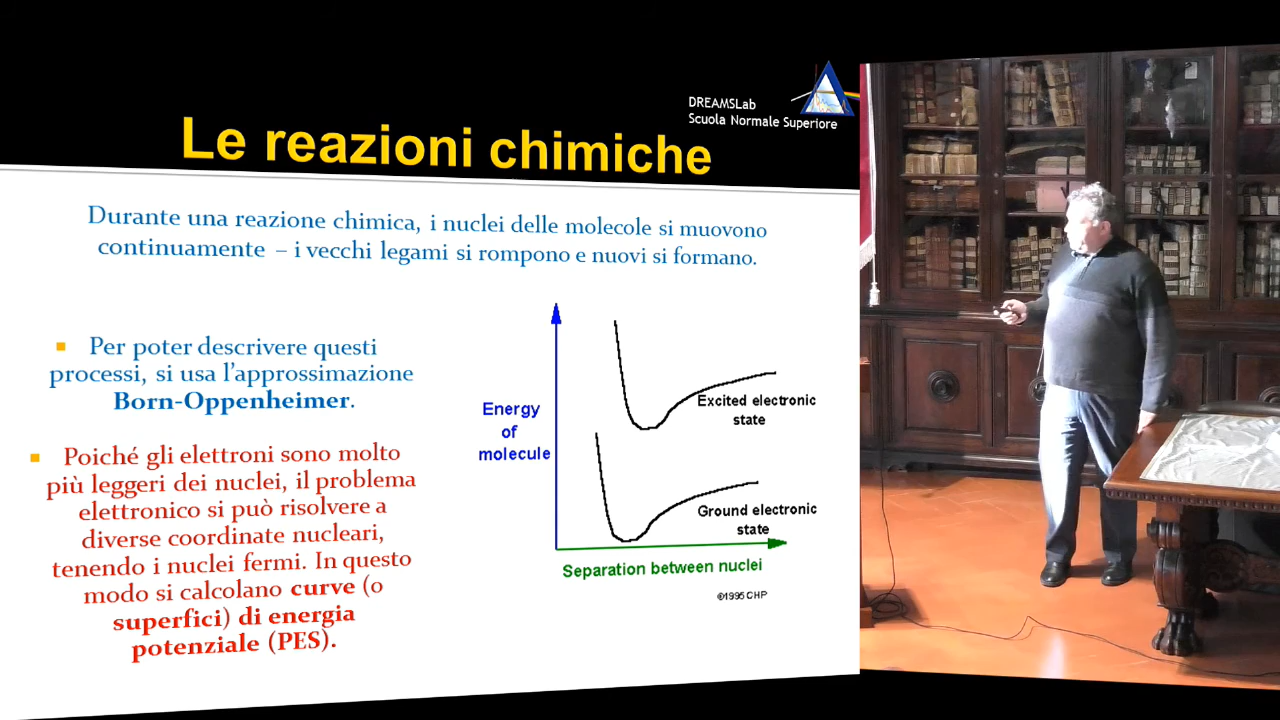 DREAMSLab
Scuola Normale Superiore
Le reazioni chimiche
Durante una reazione chimica, i nuclei delle molecole si muovono
continuamente – i vecchi legami si rompono e nuovi si formano.
Per poter descrivere questi
processi, si usa l'approssimazione
Born-Oppenheimer.
Poiché gli elettroni sono molto
più leggeri dei nuclei, il problema
elettronico si può risolvere a
diverse coordinate nucleari,
tenendo i nuclei fermi. In questo
modo si calcolano curve (o
superfici) di energia
potenziale (PES).
Energy
of
molecule
Excited electronic
state
Ground electronic
state
Separation between nuclei
©1996 CHP